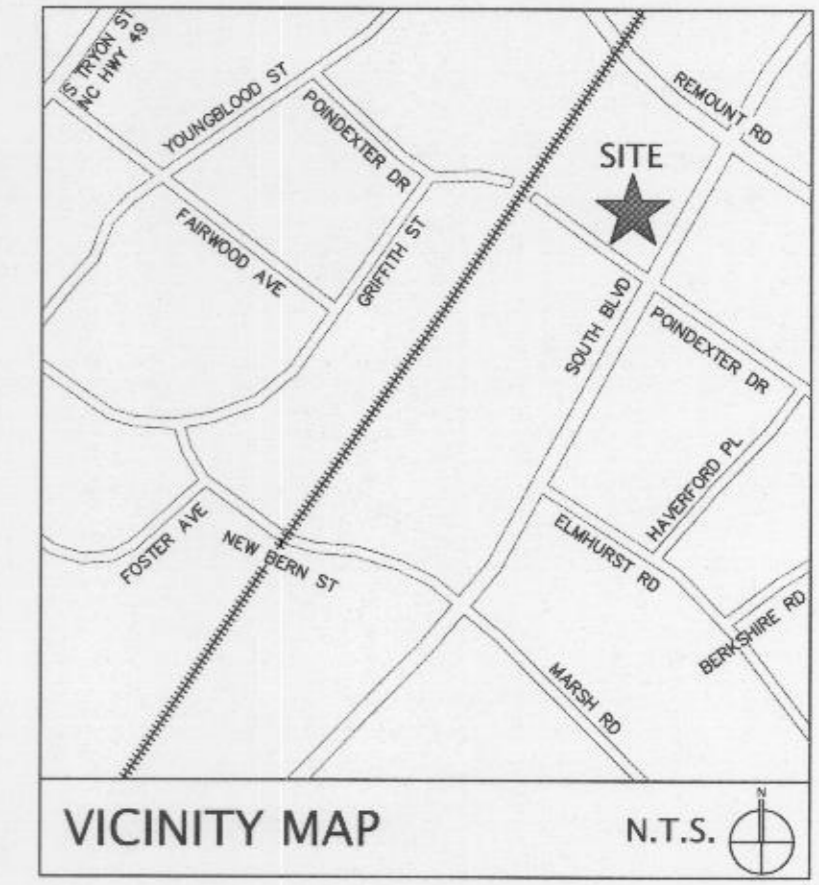 S TRYON ST
NC HWY 49
YOUNGBLOOD ST
POINDEXTER DR
REMOUNT RD
SITE
FAIRWOOD AVE
GRIFFITH ST
SOUTH BLVD
POINDEXTER DR
HAVERFORD PL
ELMHURST RD
FOSTER AVE
NEW BERN ST
BERKSHIRE RD
MARSH RD
VICINITY MAP
N.T.S.
N